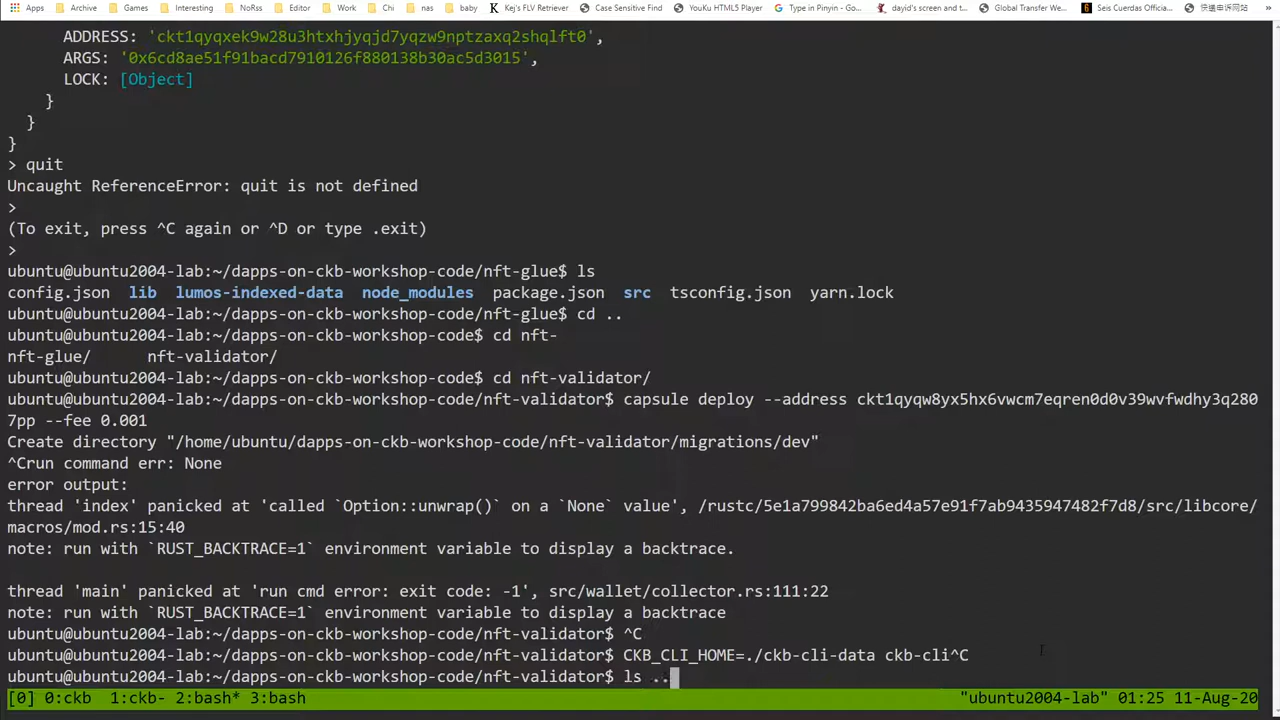 Apps Games Interesting NoRss Editor Work Chi nas baby Kej's FLV Retriever Case Sensitive Find YouKu HTML5 Player Type in Pinyin - Go... dayid's screen and t... Global Transfer We... Seis Cuerdas Oficia... 快递申诉网站 »
ADDRESS: 'ckt1qyqxek9w28u3htxhjyqjd7yqzw9nptzaxq2shqlft0',
ARGS: '0x6cd8ae51f91bacd7910126f880138b30ac5d3015',
LOCK: [Object]
}
}
}
> quit
Uncaught ReferenceError: quit is not defined
>
(To exit, press ^C again or ^D or type .exit)
>
ubuntu@ubuntu2004-lab:~/dapps-on-ckb-workshop-code/nft-glue$ ls
config.json lib lumos-indexed-data node_modules package.json src tsconfig.json yarn.lock
ubuntu@ubuntu2004-lab:~/dapps-on-ckb-workshop-code/nft-glue$ cd ..
ubuntu@ubuntu2004-lab:~/dapps-on-ckb-workshop-code$ cd nft-
nft-glue/ nft-validator/
ubuntu@ubuntu2004-lab:~/dapps-on-ckb-workshop-code$ cd nft-validator/
ubuntu@ubuntu2004-lab:~/dapps-on-ckb-workshop-code/nft-validator$ capsule deploy --address ckt1qyqw8yx5hx6vwcm7eqren0d0v39wvfwdhy3q280
7pp --fee 0.001
Create directory "/home/ubuntu/dapps-on-ckb-workshop-code/nft-validator/migrations/dev"
^Crun command err: None
error output:
thread 'index' panicked at 'called `Option::unwrap()` on a `None` value', /rustc/5e1a799842ba6ed4a57e91f7ab9435947482f7d8/src/libcore/
macros/mod.rs:15:40
note: run with `RUST_BACKTRACE=1` environment variable to display a backtrace.
thread 'main' panicked at 'run cmd error: exit code: -1', src/wallet/collector.rs:111:22
note: run with `RUST_BACKTRACE=1` environment variable to display a backtrace
ubuntu@ubuntu2004-lab:~/dapps-on-ckb-workshop-code/nft-validator$ ^C
ubuntu@ubuntu2004-lab:~/dapps-on-ckb-workshop-code/nft-validator$ CKB_CLI_HOME=./ckb-cli-data ckb-cli^C
ubuntu@ubuntu2004-lab:~/dapps-on-ckb-workshop-code/nft-validator$ ls ..
[0] 0:ckb 1:ckb- 2:bash* 3:bash "ubuntu2004-lab" 01:25 11-Aug-20